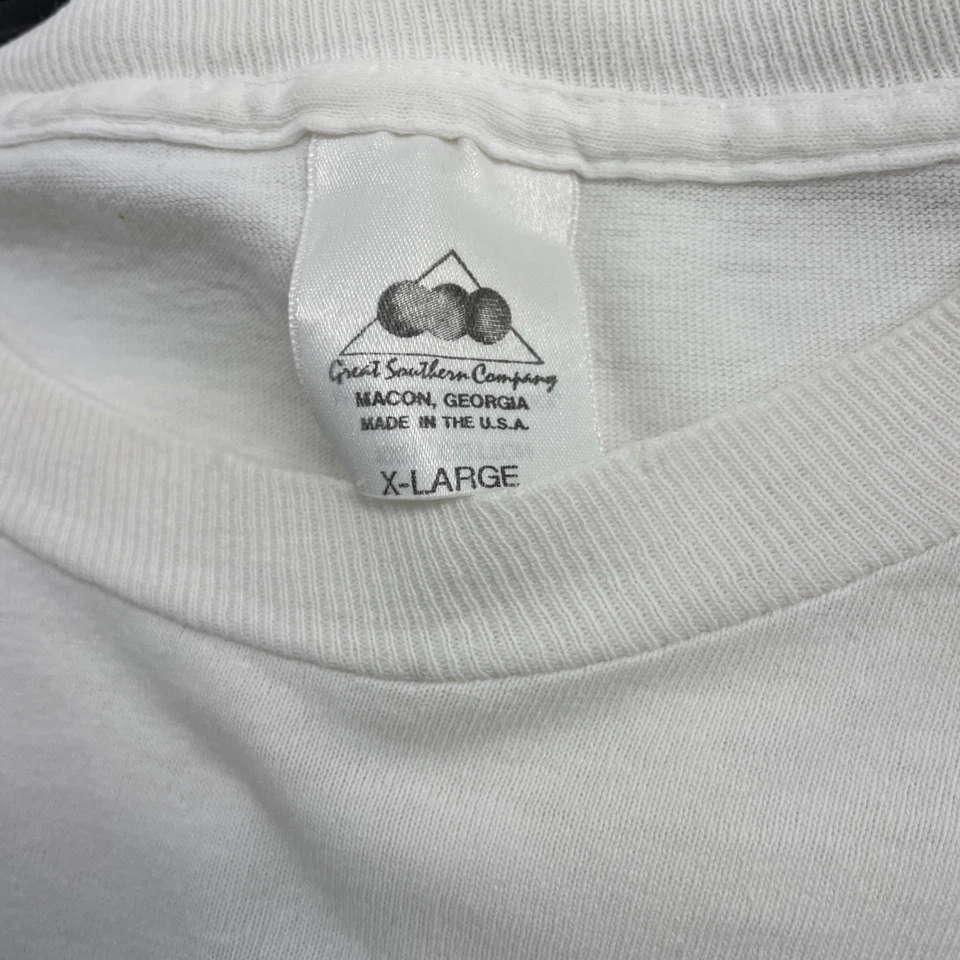 Great Southern Company
MACON, GEORGIA
MADE IN THE U.S.A.
X-LARGE